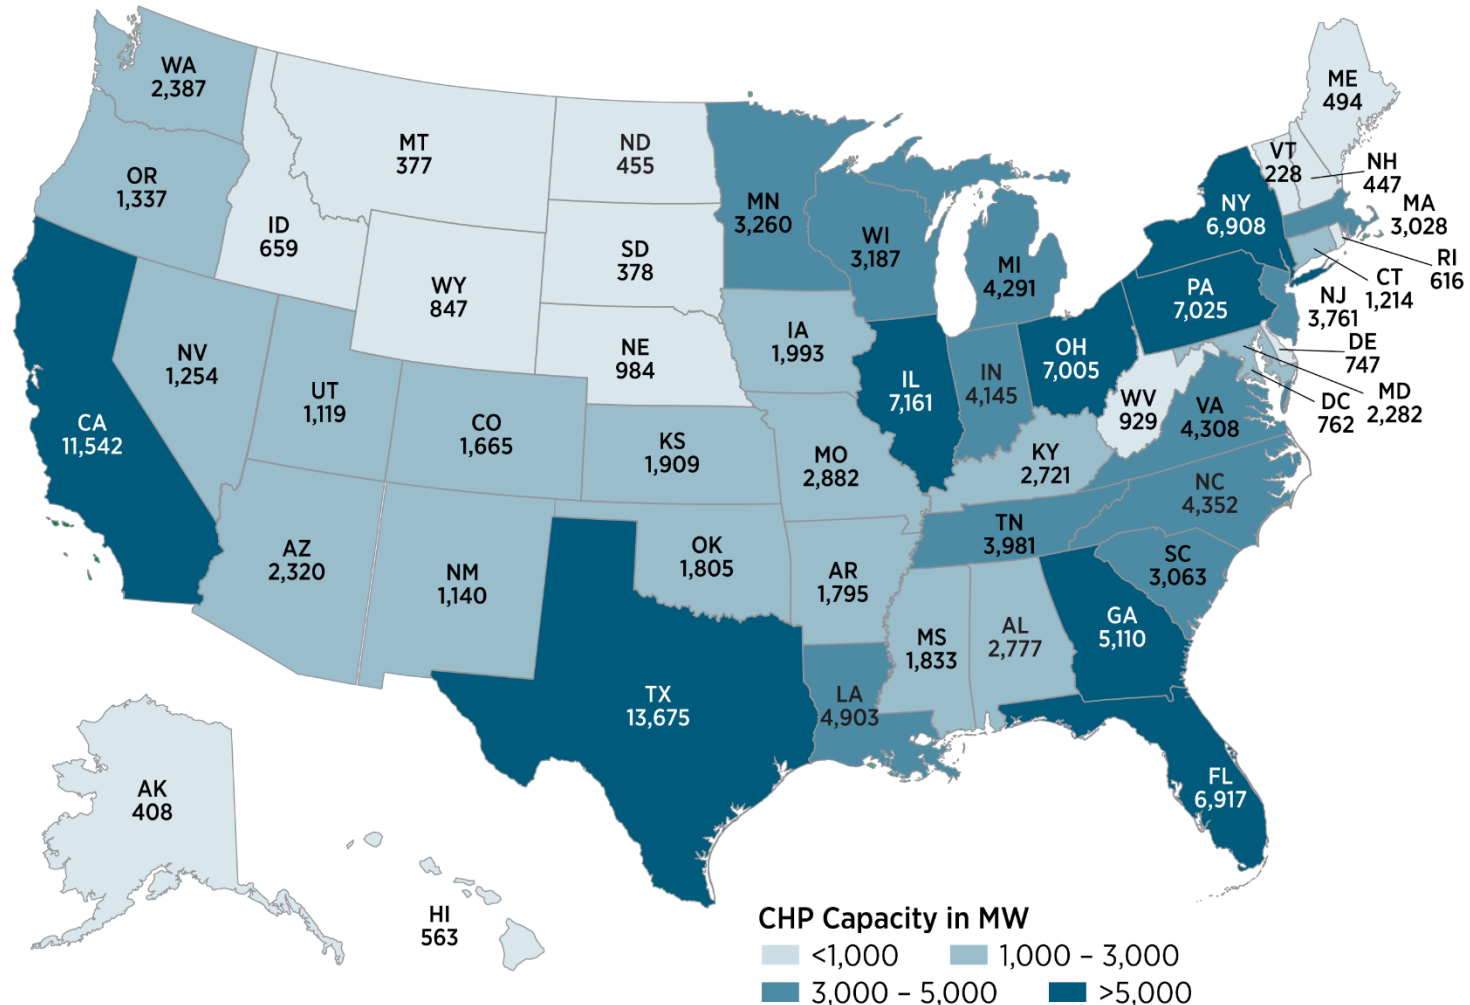 WA
2,387
OR
1,337
CA
11,542
NV
1,254
ID
659
MT
377
WY
847
UT
1,119
AZ
2,320
CO
1,665
NM
1,140
ND
455
SD
378
NE
984
KS
1,909
OK
1,805
TX
13,675
MN
3,260
IA
1,993
MO
2,882
AR
1,795
LA
4,903
WI
3,187
IL
7,161
MS
1,833
MI
4,291
IN
4,145
KY
2,721
TN
3,981
AL
2,777
OH
7,005
WV
929
GA
5,110
FL
6,917
SC
3,063
NC
4,352
VA
4,308
PA
7,025
NY
6,908
VT
228
ME
494
NH
447
MA
3,028
RI
616
CT
1,214
NJ
3,761
DE
747
MD
2,282
DC
762
AK
408
HI
563
CHP Capacity in MW
<1,000
1,000 – 3,000
3,000 – 5,000
>5,000